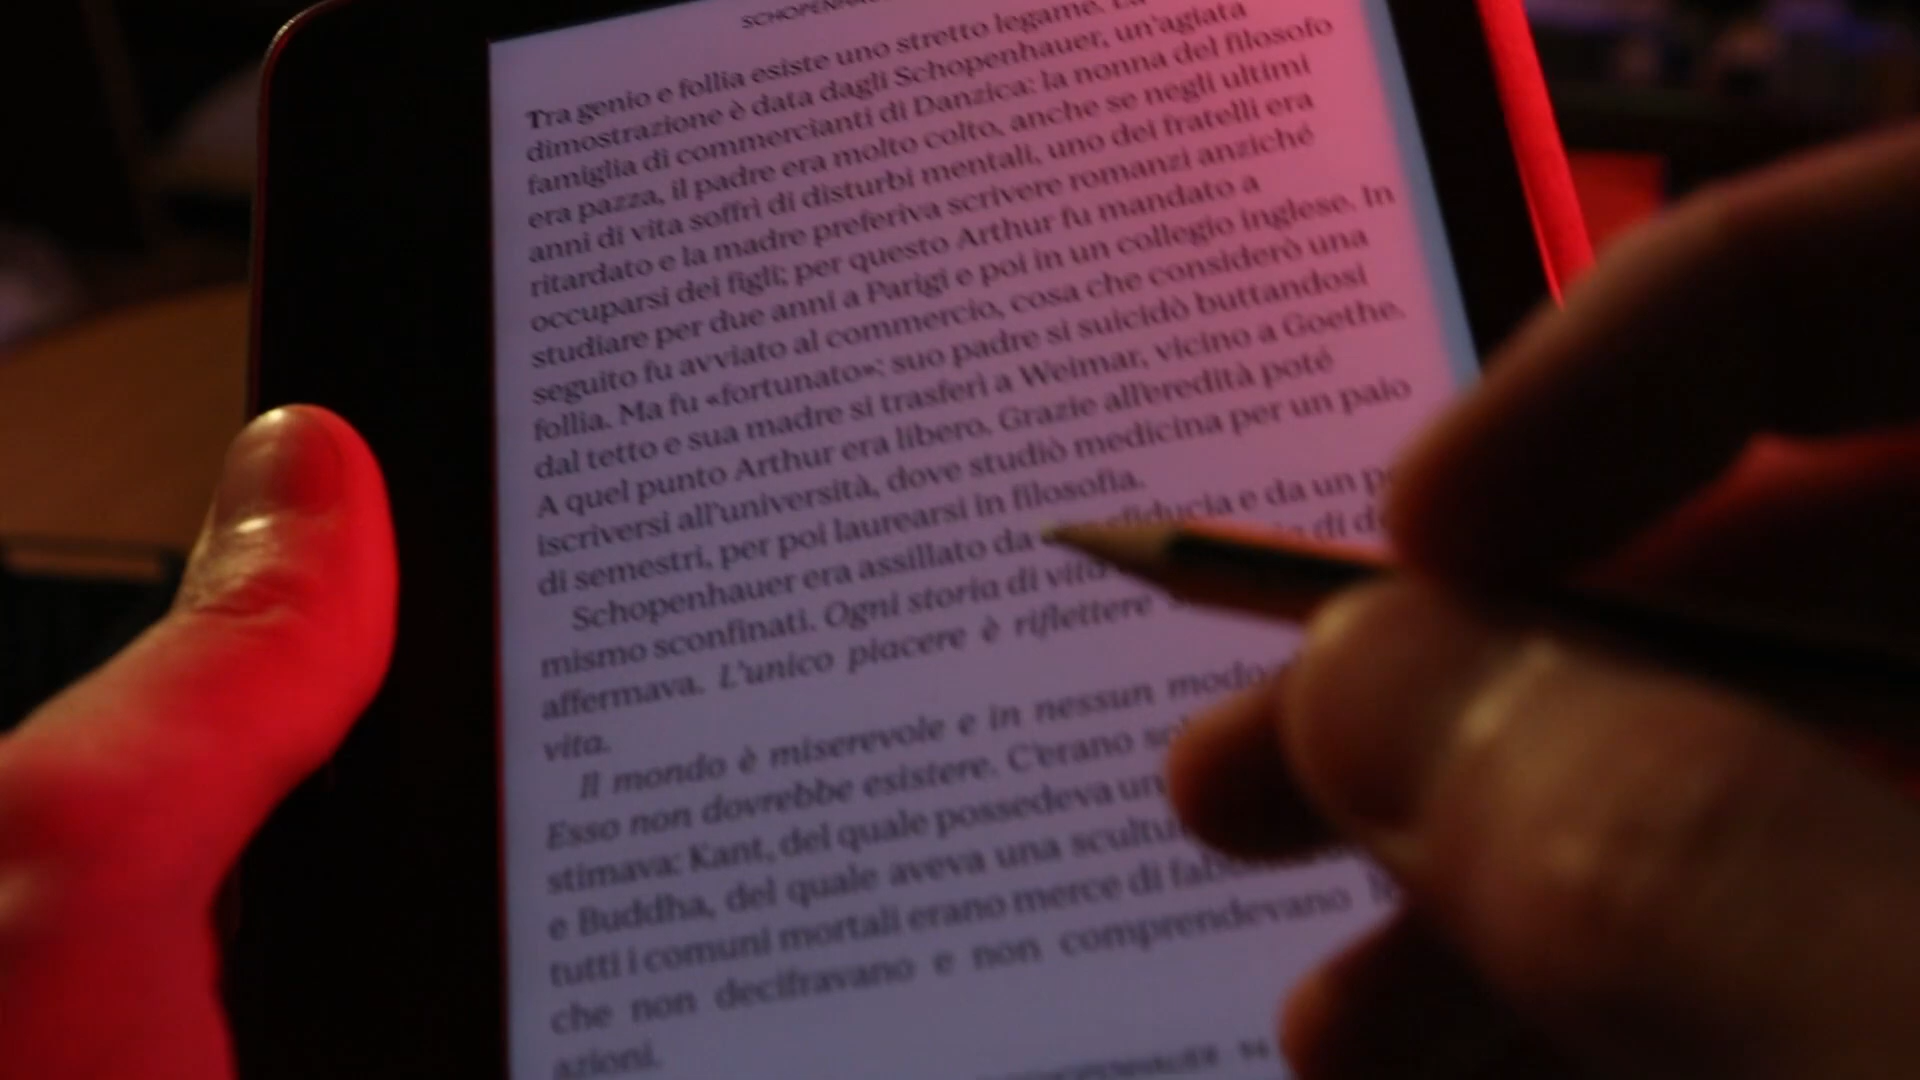 Tra genio e follia esiste uno stretto legame. La
dimostrazione è data dagli Schopenhauer, un'agiata
famiglia di commercianti di Danzica: la nonna del filosofo
era pazza, il padre era molto colto, anche se negli ultimi
anni di vita soffrì di disturbi mentali, uno dei fratelli era
ritardato e la madre preferiva scrivere romanzi anziché
occuparsi dei figli; per questo Arthur fu mandato a
studiare per due anni a Parigi e poi in un collegio inglese. In
seguito fu avviato al commercio, cosa che considerò una
follia. Ma fu «fortunato»: suo padre si suicidò buttandosi
dal tetto e sua madre si trasferì a Weimar, vicino a Goethe.
A quel punto Arthur era libero. Grazie all'eredità poté
iscriversi all'università, dove studiò medicina per un paio
di semestri, per poi laurearsi in filosofia.
Schopenhauer era assillato da sfiducia e da un
mismo sconfinati. Ogni storia di vita di
affermava. L'unico piacere è riflettere
vita.
Il mondo è miserevole e in nessun modo
Esso non dovrebbe esistere. C'erano
stimava: Kant, del quale possedeva un
e Buddha, del quale aveva una
tutti i comuni mortali erano merce di
che non decifravano e non comprendevano
azioni.